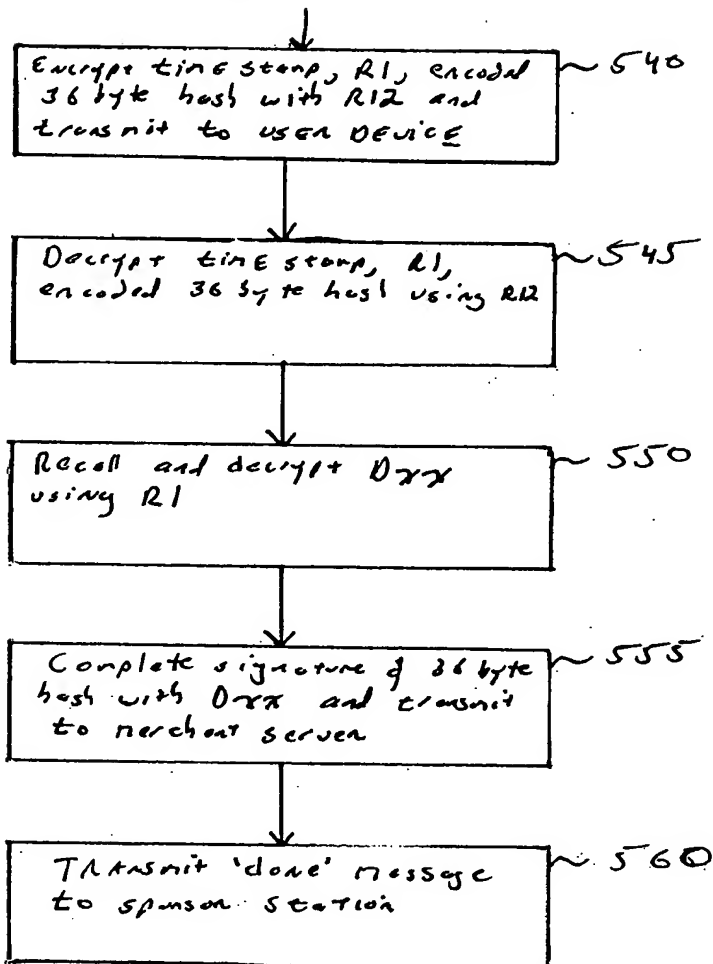 Encrypt timEstamp, R1, encoded 540
36 byte hash with R12 and
transmit to USER DEVICE
Decrypt timE stamp, R1, 545
encoded 36 byte hash using R12
Recall and decrypt Dxx 550
using R1
Complete signature of 36 byte 555
hash with Dxx and transmit
to merchant server
TRAnsmit 'done' message 560
to sponsor station